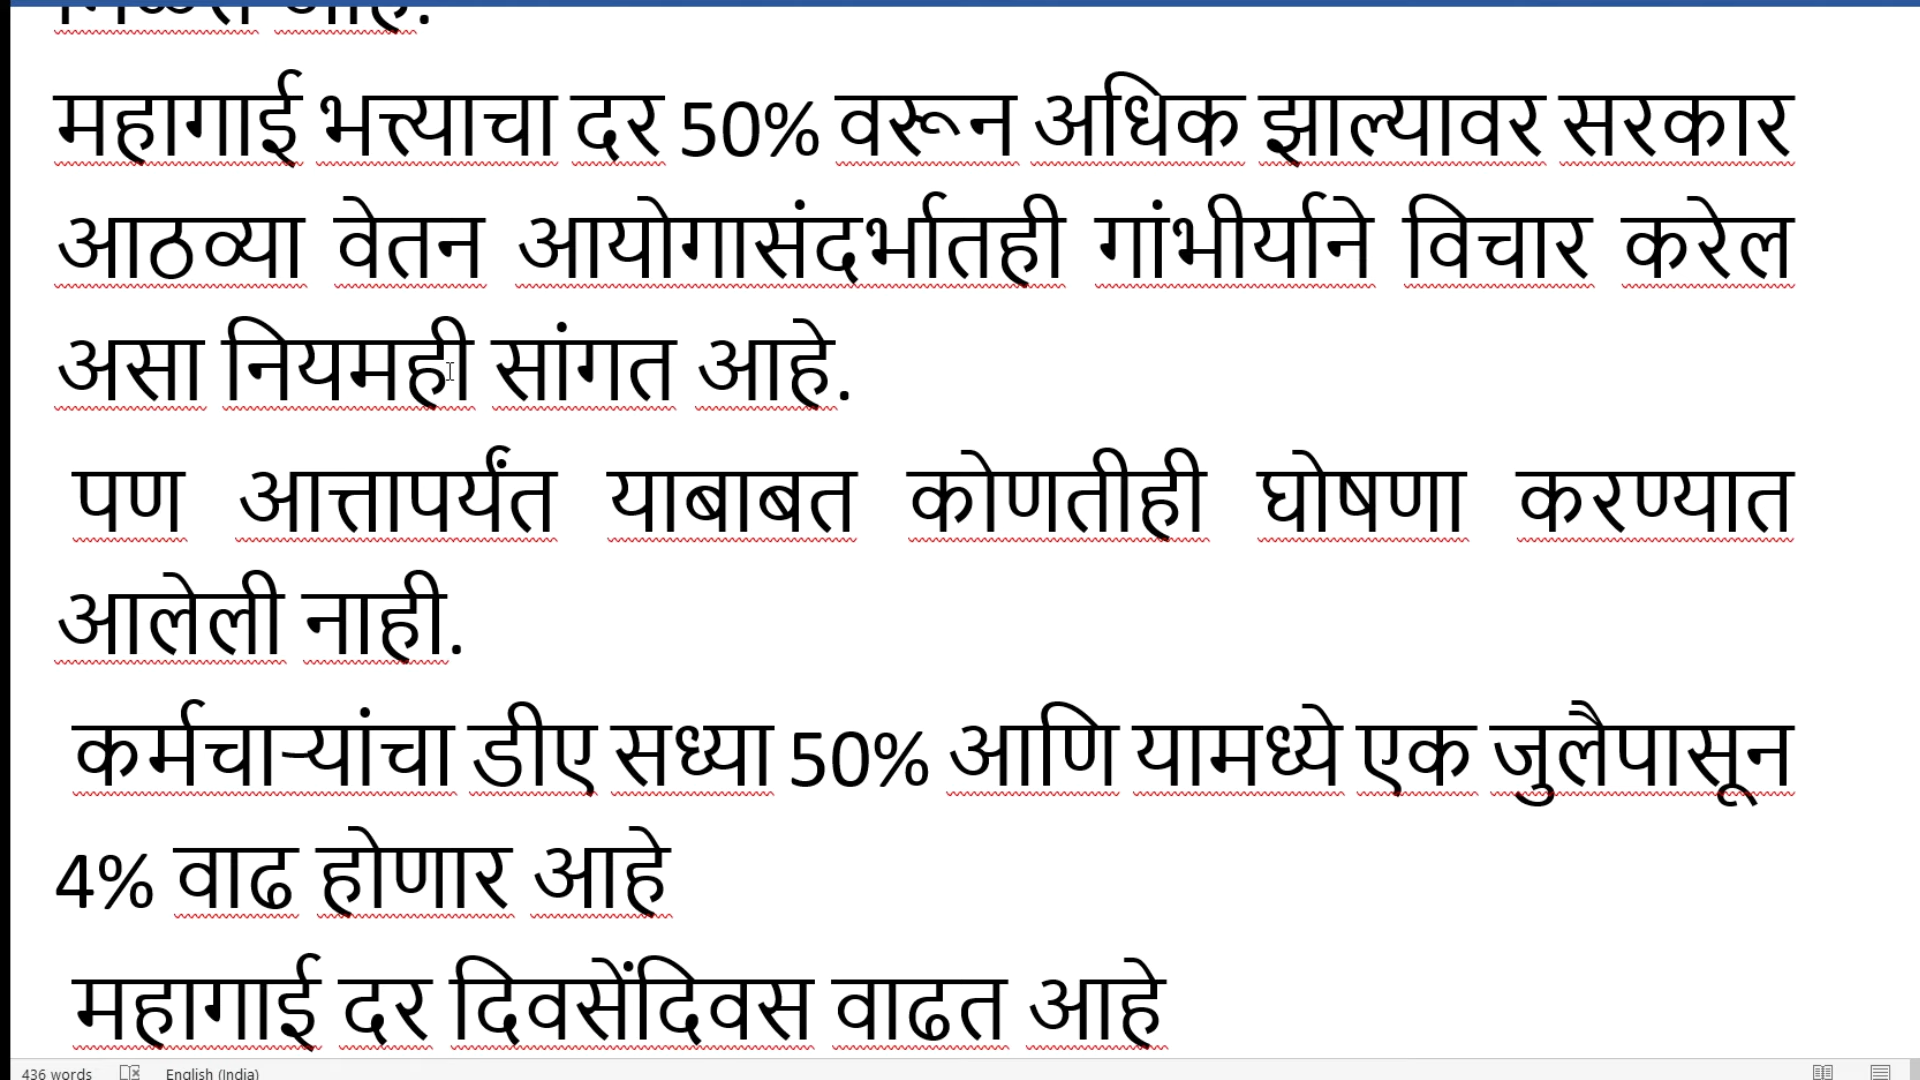 आहे.
महागाई भत्त्याचा दर 50% वरून अधिक झाल्यावर सरकार
आठव्या वेतन आयोगासंदर्भातही गांभीर्याने विचार करेल
असा नियमही सांगत आहे.
पण आत्तापर्यंत याबाबत कोणतीही घोषणा करण्यात
आलेली नाही.
कर्मचाऱ्यांचा डीए सध्या 50% आणि यामध्ये एक जुलैपासून
4% वाढ होणार आहे
महागाई दर दिवसेंदिवस वाढत आहे
436 words English (India)